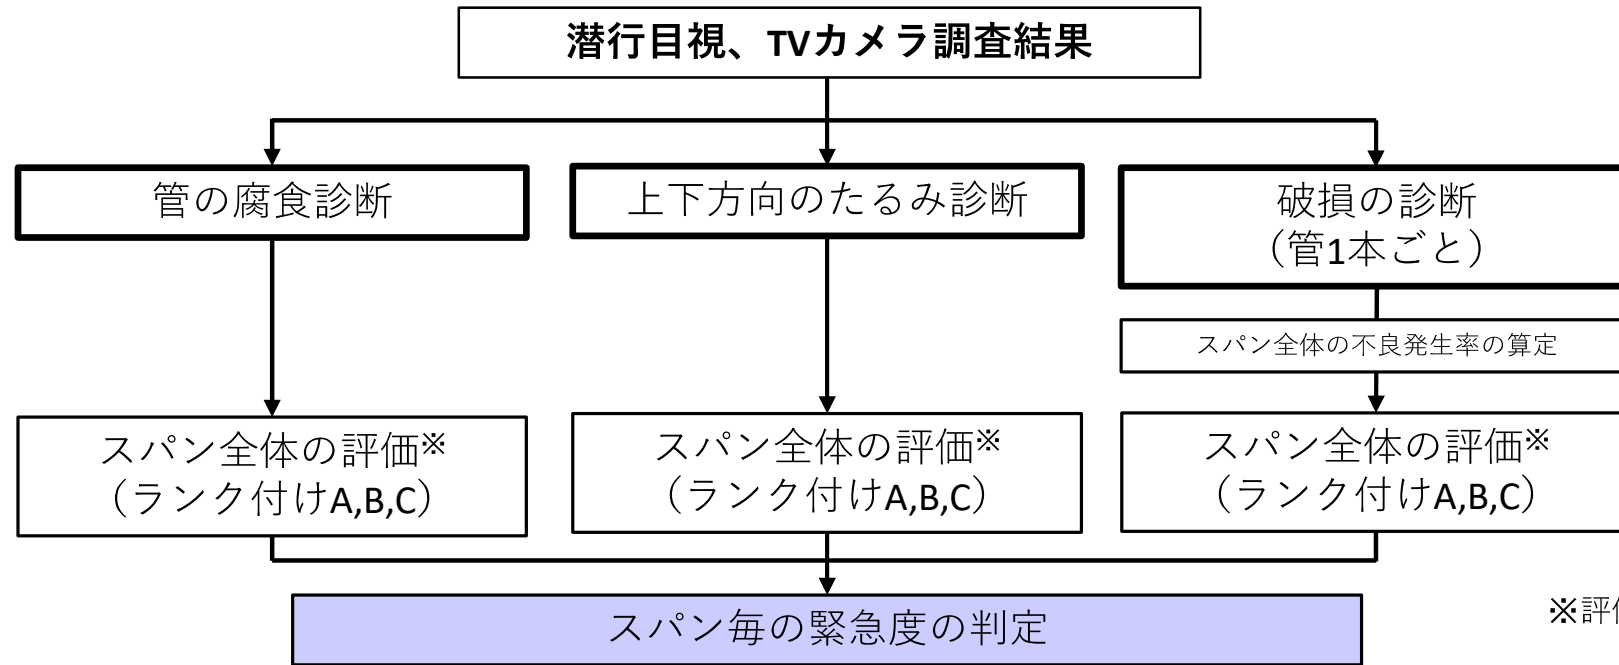 潜行目視、TVカメラ調査結果
管の腐食診断
上下方向のたるみ診断
破損の診断
（管1本ごと）
スパン全体の不良発生率の算定
スパン全体の評価※
（ランク付けA,B,C）
スパン全体の評価※
（ランク付けA,B,C）
スパン全体の評価※
（ランク付けA,B,C）
スパン毎の緊急度の判定
※評価